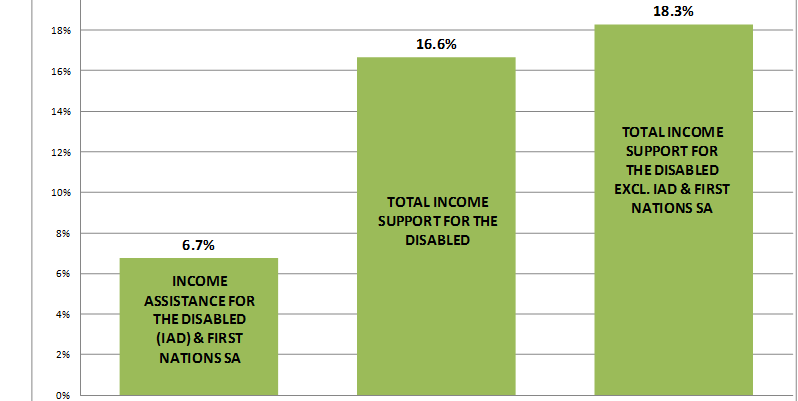 18.3%
18%
16.6%
16%
14%
TOTAL INCOME
SUPPORT FOR
THE DISABLED
EXCL. IAD & FIRST
NATIONS SA
12%
10%
TOTAL INCOME
SUPPORT FOR THE
DISABLED
8%
6.7%
6%
INCOME
ASSISTANCE FOR
THE DISABLED
(IAD) & FIRST
NATIONS SA
4%
2%
0%